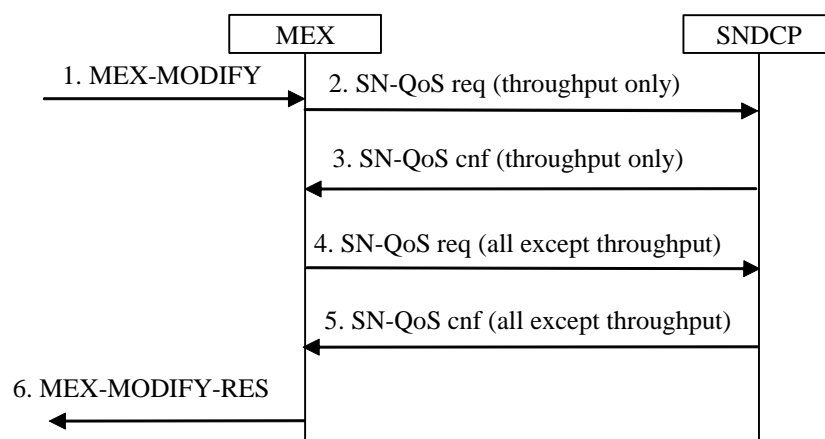 MEX
SNDCP
1. MEX-MODIFY
2. SN-QoS req (throughput only)
3. SN-QoS cnf (throughput only)
4. SN-QoS req (all except throughput)
5. SN-QoS cnf (all except throughput)
6. MEX-MODIFY-RES